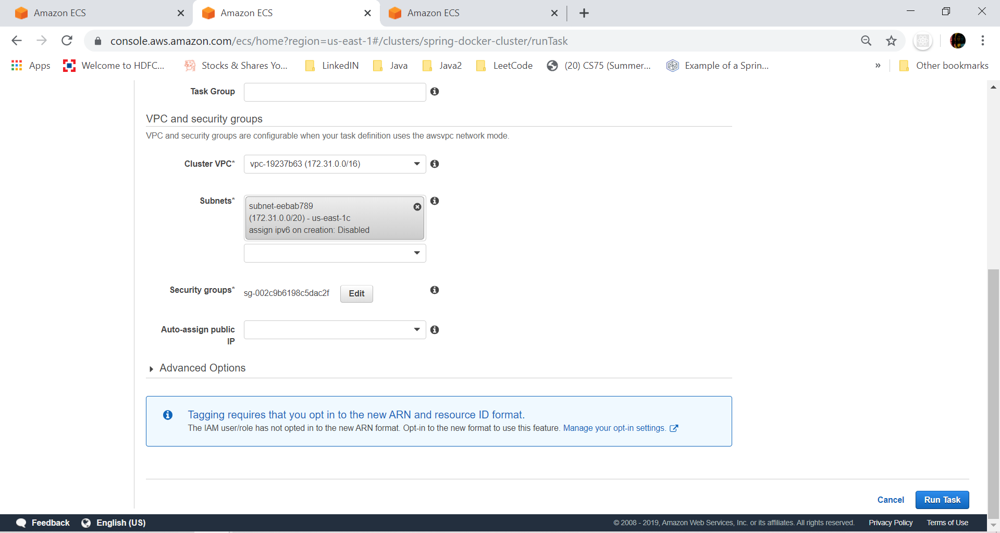 Amazon ECS
Amazon ECS
Amazon ECS
console.aws.amazon.com/ecs/home?region=us-east-1#/clusters/spring-docker-cluster/runTask
Apps
Welcome to HDFC...
Stocks & Shares Yo...
LinkedIN
Java
Java2
LeetCode
(20) CS75 (Summer...
Example of a Sprin...
»
Other bookmarks
Task Group
VPC and security groups
VPC and security groups are configurable when your task definition uses the awsvpc network mode.
Cluster VPC*
vpc-19237b63 (172.31.0.0/16)
Subnets*
subnet-eebab789
(172.31.0.0/20) - us-east-1c
assign ipv6 on creation: Disabled
Security groups*
sg-002c9b6198c5dac2f
Edit
Auto-assign public
IP
Advanced Options
Tagging requires that you opt in to the new ARN and resource ID format.
The IAM user/role has not opted in to the new ARN format. Opt-in to the new format to use this feature. Manage your opt-in settings.
Cancel
Run Task
Feedback
English (US)
© 2008 - 2019, Amazon Web Services, Inc. or its affiliates. All rights reserved.
Privacy Policy
Terms of Use